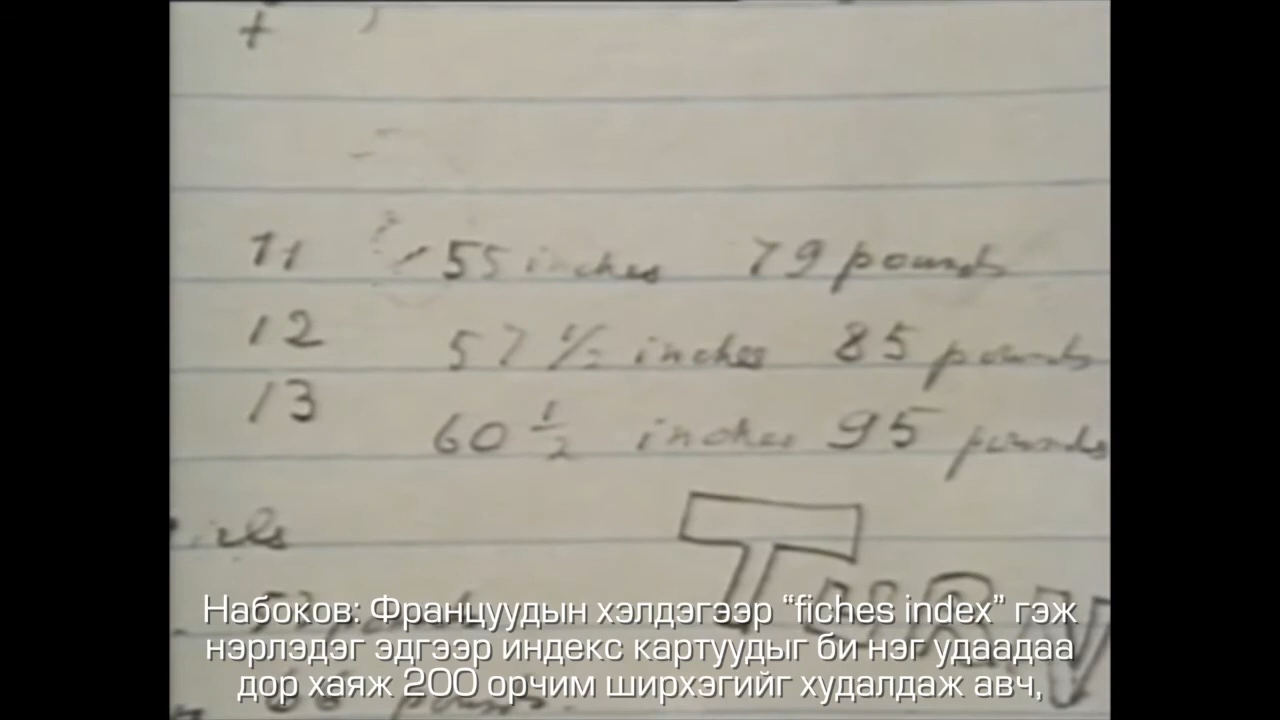 11 55 inches 79 pounds
12 57 1/2 inches 85 pounds
13 60 1/2 inches 95 pounds
Набоков: Французудын хэлдэгээр “fiches index” гэж
нэрлэдэг эдгээр индекс картуудыг би нэг удаадаа
дор хаяж 200 орчим ширхэгийг худалдаж авч,